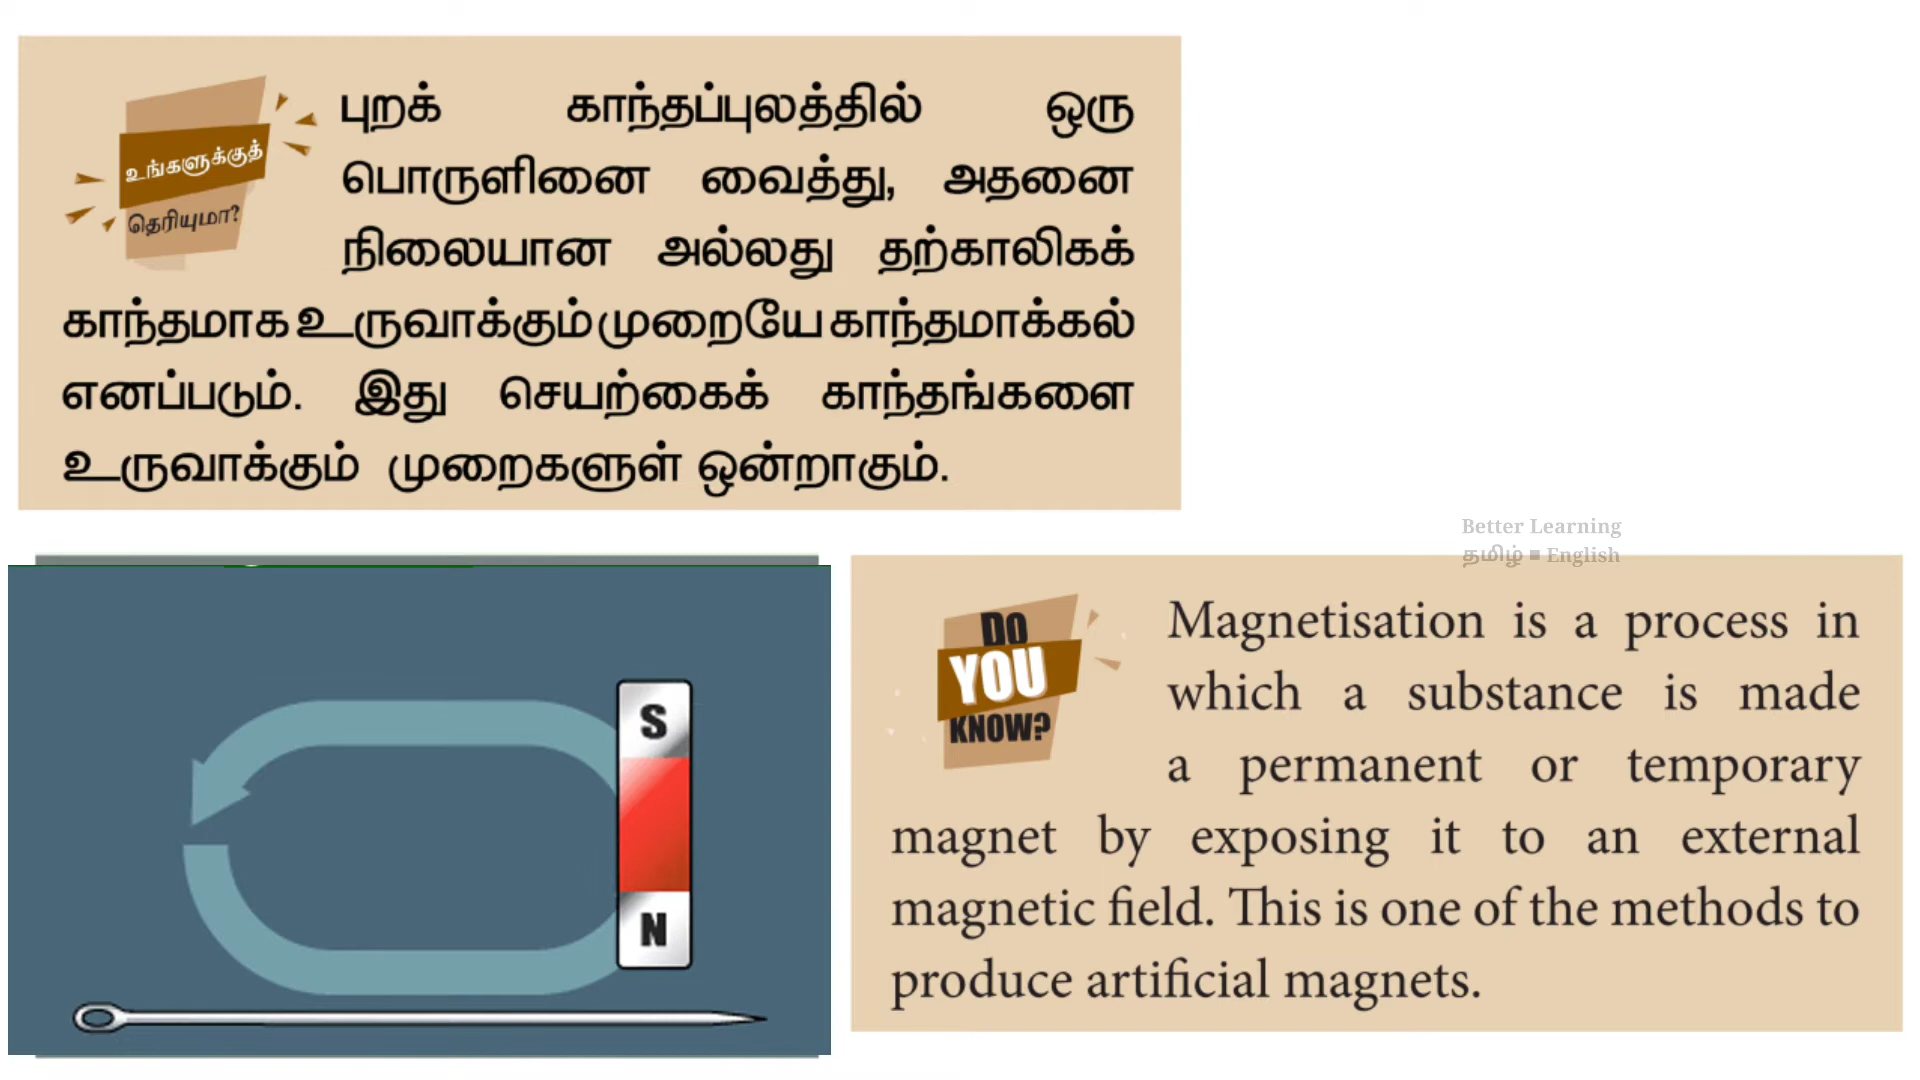 உங்களுக்குத்
தெரியுமா?
புறக் காந்தப்புலத்தில் ஒரு
பொருளினை வைத்து, அதனை
நிலையான அல்லது தற்காலிகக்
காந்தமாக உருவாக்கும் முறையே காந்தமாக்கல்
எனப்படும். இது செயற்கைக் காந்தங்களை
உருவாக்கும் முறைகளுள் ஒன்றாகும்.
Better Learning
தமிழ் ■ English
S
N
DO
YOU
KNOW?
Magnetisation is a process in
which a substance is made
a permanent or temporary
magnet by exposing it to an external
magnetic field. This is one of the methods to
produce artificial magnets.